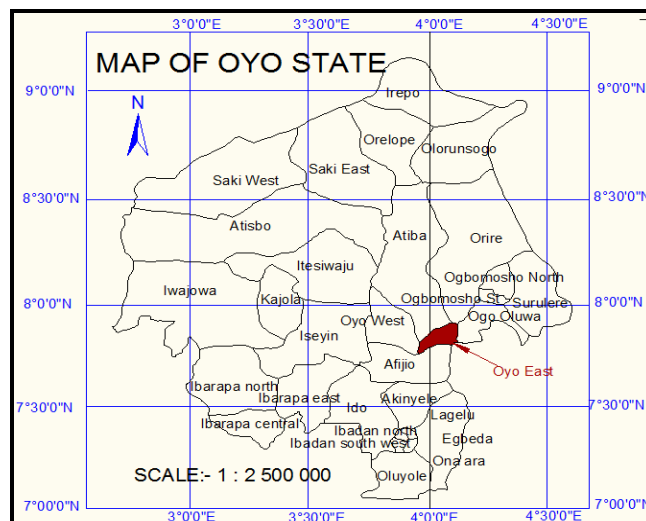 3°0'0"E 3°30'0"E 4°0'0"E 4°30'0"E
MAP OF OYO STATE
9°0'0"N 9°0'0"N
Irepo
N
Orelope
Olorunsogo
Saki East
Saki West
8°30'0"N 8°30'0"N
Atisbo
Atiba
Orire
Itesiwaju
Ogbomosho North
Iwajowa
Kajola
Ogbomosho St
Surulere
8°0'0"N 8°0'0"N
Ogo Oluwa
Oyo West
Iseyin
Afijio
Oyo East
Ibarapa north
Ibarapa east
Akinyele
7°30'0"N 7°30'0"N
Ido
Lagelu
Ibarapa central
Ibadan north
Egbeda
Ibadan south west
Ona ara
SCALE:- 1 : 2 500 000
Oluyole
7°00'0"N 7°00'0"N
3°0'0"E 3°30'0"E 4°0'0"E 4°30'0"E